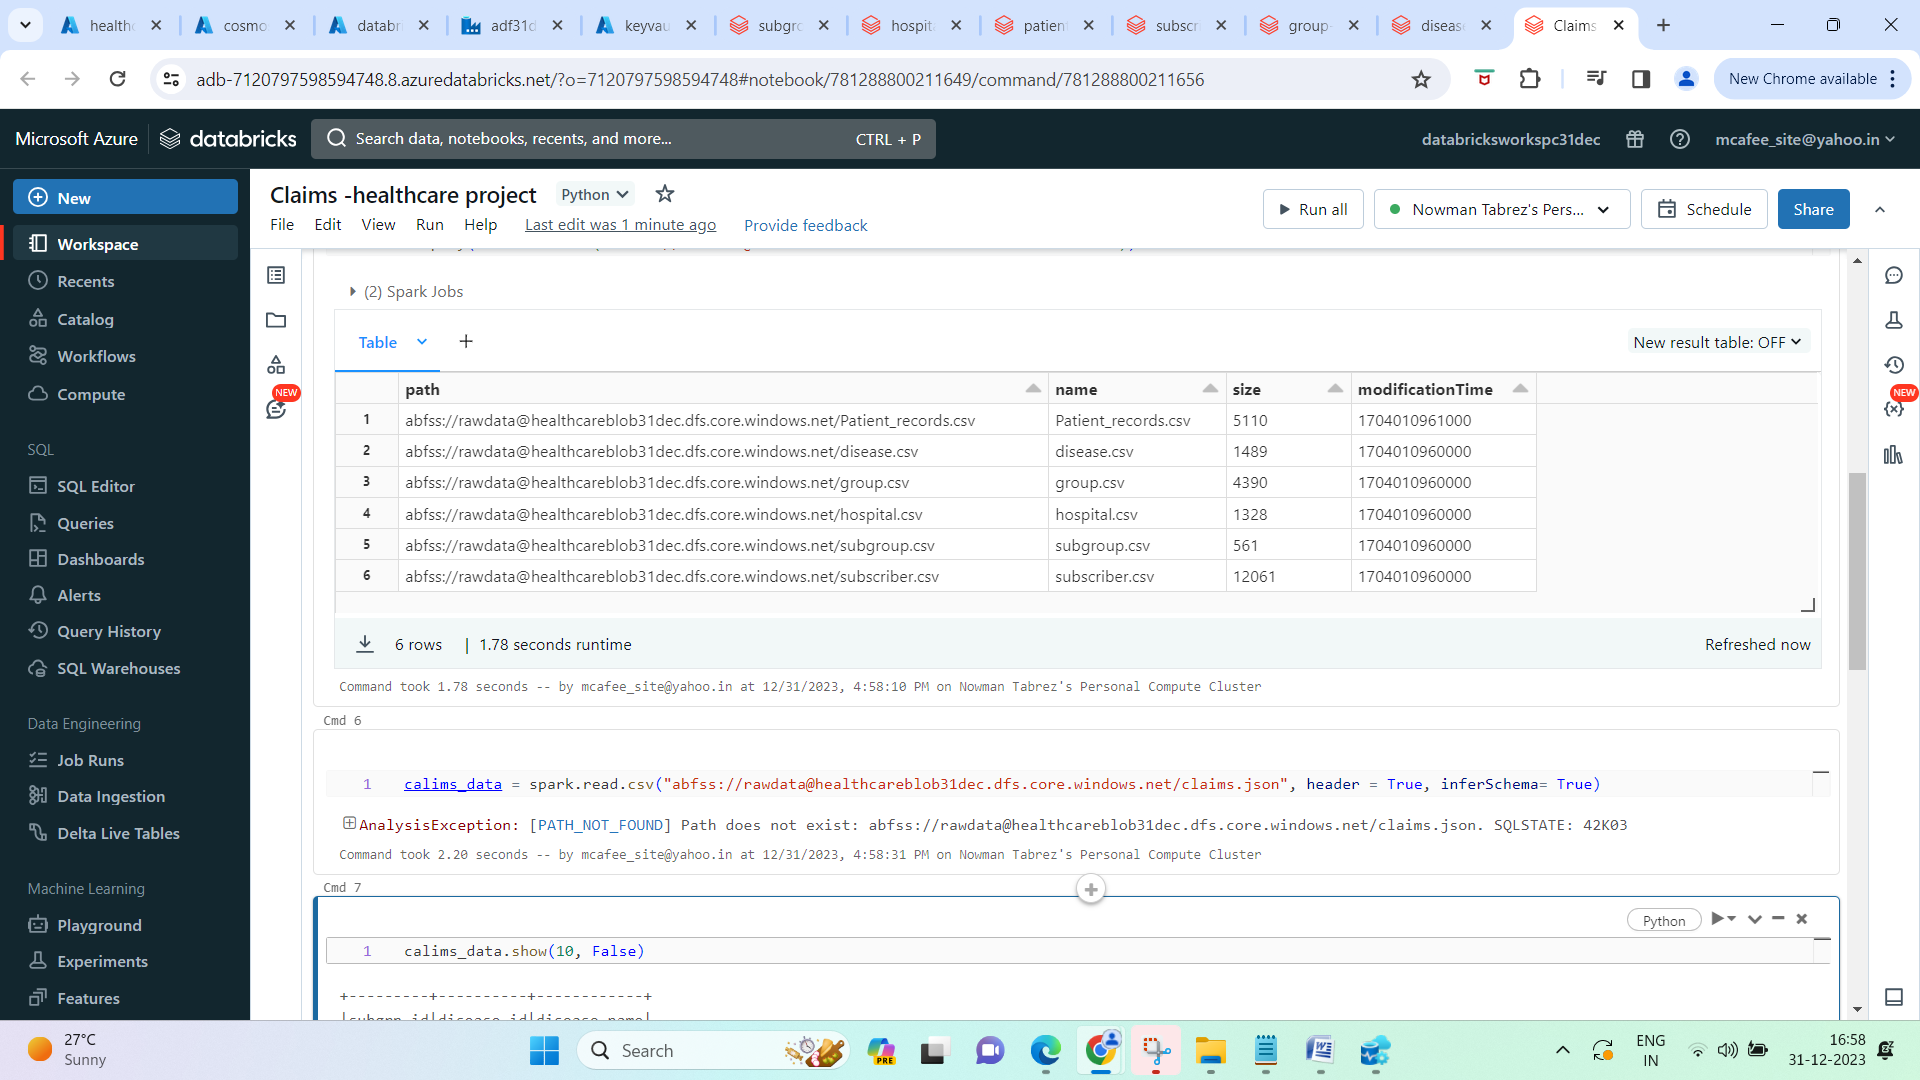 healthc
cosmo
databri
adf31d
keyvau
subgro
hospita
patient
subscri
group-
disease
Claims
adb-7120797598594748.8.azuredatabricks.net/?o=7120797598594748#notebook/781288800211649/command/781288800211656
New Chrome available
Microsoft Azure
databricks
Search data, notebooks, recents, and more...
CTRL + P
databricksworkspc31dec
mcafee_site@yahoo.in
New
Workspace
Recents
Catalog
Workflows
Compute
SQL
SQL Editor
Queries
Dashboards
Alerts
Query History
SQL Warehouses
Data Engineering
Job Runs
Data Ingestion
Delta Live Tables
Machine Learning
Playground
Experiments
Features
Claims -healthcare project
Python
File Edit View Run Help Last edit was 1 minute ago Provide feedback
Run all
Nowman Tabrez's Pers...
Schedule
Share
NEW
NEW
(2) Spark Jobs
Table
New result table: OFF
path name size modificationTime
1 abfss://rawdata@healthcareblob31dec.dfs.core.windows.net/Patient_records.csv Patient_records.csv 5110 1704010961000
2 abfss://rawdata@healthcareblob31dec.dfs.core.windows.net/disease.csv disease.csv 1489 1704010960000
3 abfss://rawdata@healthcareblob31dec.dfs.core.windows.net/group.csv group.csv 4390 1704010960000
4 abfss://rawdata@healthcareblob31dec.dfs.core.windows.net/hospital.csv hospital.csv 1328 1704010960000
5 abfss://rawdata@healthcareblob31dec.dfs.core.windows.net/subgroup.csv subgroup.csv 561 1704010960000
6 abfss://rawdata@healthcareblob31dec.dfs.core.windows.net/subscriber.csv subscriber.csv 12061 1704010960000
6 rows | 1.78 seconds runtime
Refreshed now
Command took 1.78 seconds -- by mcafee_site@yahoo.in at 12/31/2023, 4:58:10 PM on Nowman Tabrez's Personal Compute Cluster
Cmd 6
1 calims_data = spark.read.csv("abfss://rawdata@healthcareblob31dec.dfs.core.windows.net/claims.json", header = True, inferSchema= True)
AnalysisException: [PATH_NOT_FOUND] Path does not exist: abfss://rawdata@healthcareblob31dec.dfs.core.windows.net/claims.json. SQLSTATE: 42K03
Command took 2.20 seconds -- by mcafee_site@yahoo.in at 12/31/2023, 4:58:31 PM on Nowman Tabrez's Personal Compute Cluster
Cmd 7
Python
1 calims_data.show(10, False)
+---------+----------+------------+
|subgrp_id|disease_id|disease_name|
27°C
Sunny
Search
PRE
ENG
IN
16:58
31-12-2023